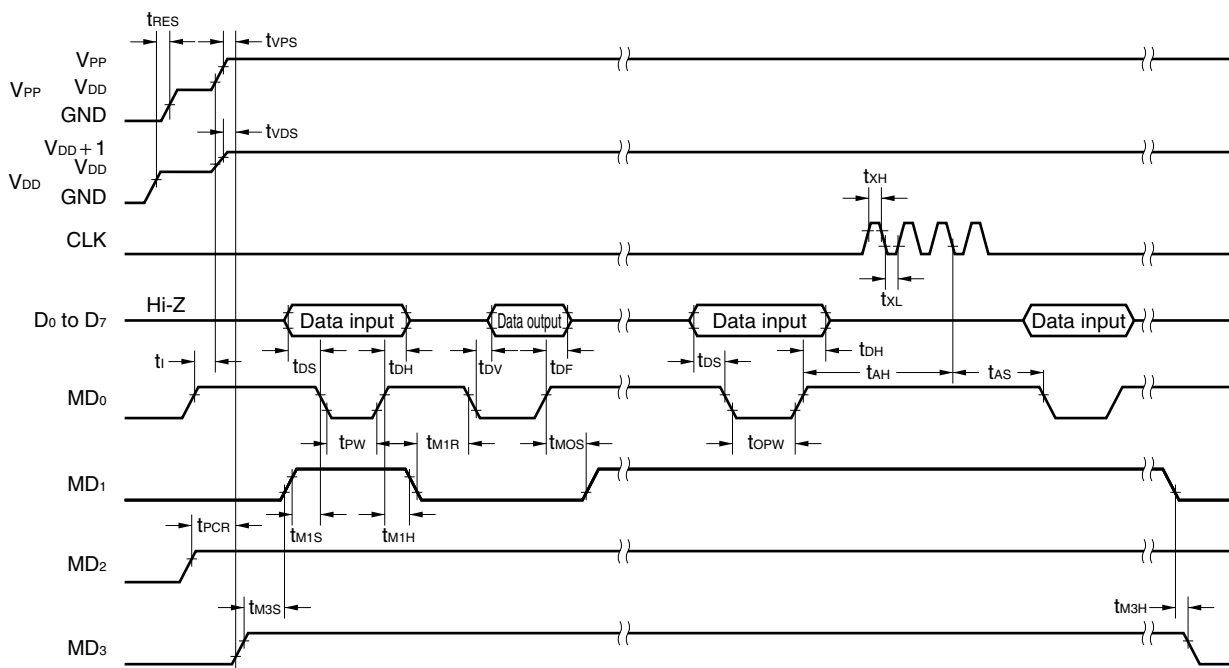 tRES
tVPS
VPP
VPP
VDD
GND
tVDS
VDD + 1
VDD
VDD
GND
tXH
CLK
tXL
Hi-Z
D0 to D7
Data input
Data output
Data input
Data input
tI
tDS
tDH
tDV
tDF
tDS
tDH
tAH
tAS
MD0
tPW
tM1R
tMOS
tOPW
MD1
tM1S
tM1H
tPCR
MD2
tM3S
tM3H
MD3